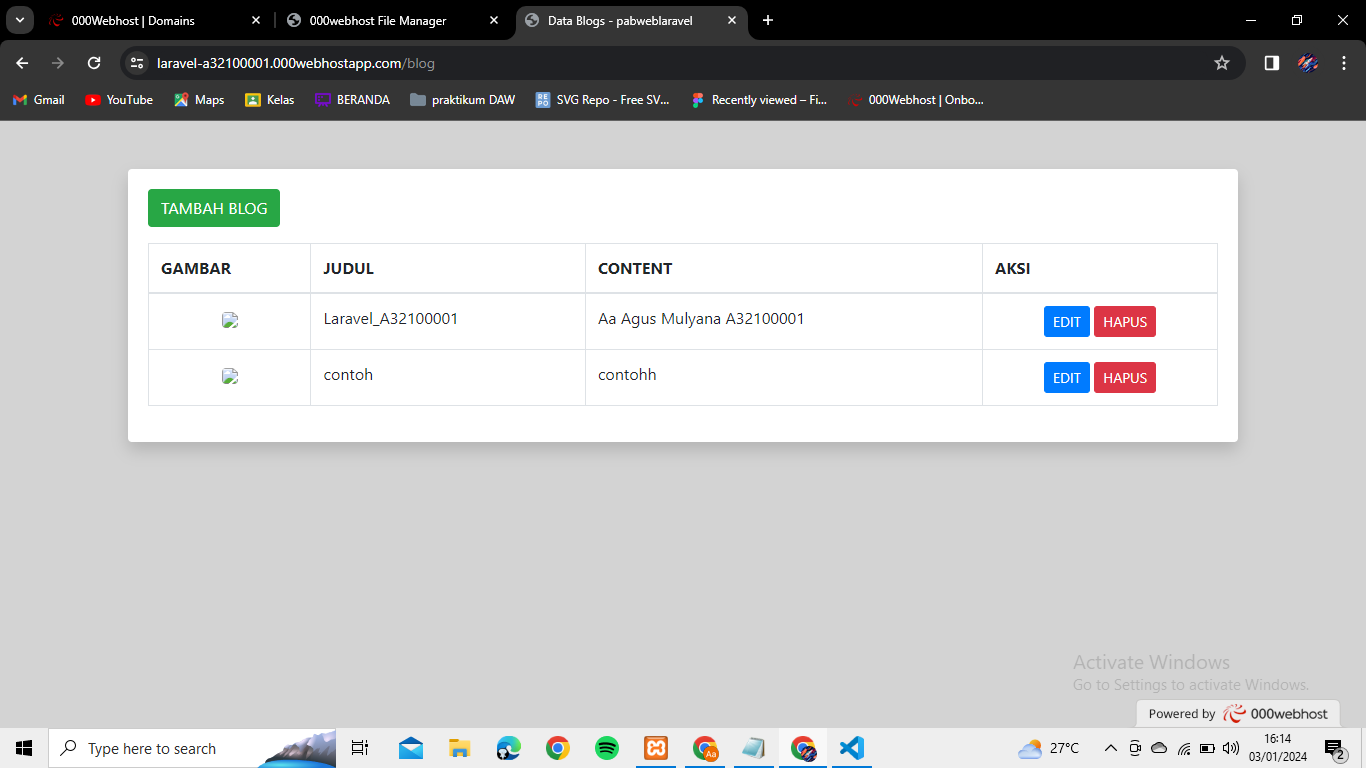 000Webhost | Domains
000webhost File Manager
Data Blogs - pabweblaravel
laravel-a32100001.000webhostapp.com/blog
Gmail
YouTube
Maps
Kelas
BERANDA
praktikum DAW
RE
PO
SVG Repo - Free SV...
Recently viewed – Fi...
000Webhost | Onbo...
TAMBAH BLOG
GAMBAR JUDUL CONTENT AKSI
Laravel_A32100001 Aa Agus Mulyana A32100001 EDIT HAPUS
contoh contohh EDIT HAPUS
Activate Windows
Go to Settings to activate Windows.
Powered by 000webhost
Type here to search
Aa
27°C
16:14
03/01/2024
2